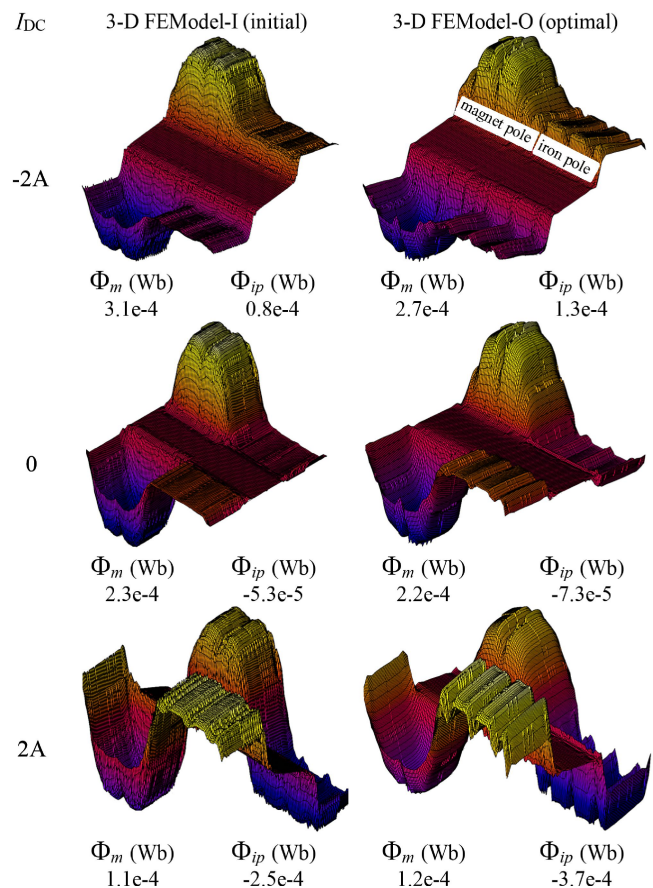 I_DC 3-D FEModel-I (initial) 3-D FEModel-O (optimal)
magnet pole iron pole
-2A
Φ_m (Wb) Φ_ip (Wb) Φ_m (Wb) Φ_ip (Wb)
3.1e-4 0.8e-4 2.7e-4 1.3e-4
0
Φ_m (Wb) Φ_ip (Wb) Φ_m (Wb) Φ_ip (Wb)
2.3e-4 -5.3e-5 2.2e-4 -7.3e-5
2A
Φ_m (Wb) Φ_ip (Wb) Φ_m (Wb) Φ_ip (Wb)
1.1e-4 -2.5e-4 1.2e-4 -3.7e-4